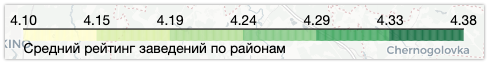 4.10 4.15 4.19 4.24 4.29 4.33 4.38
Средний рейтинг заведений по районам
Chernogolovka